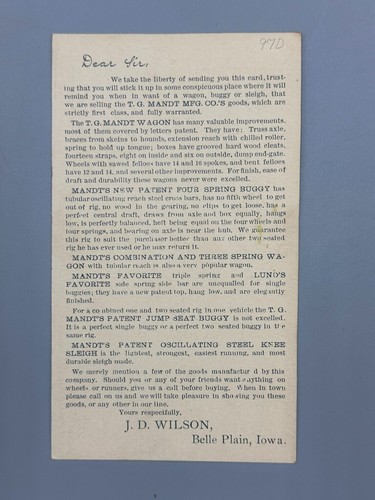 970
Dear Sir,
We take the liberty of sending you this card, trust-
ing that you will stick it up in some conspicuous place where it will
remind you when in want of a wagon, buggy or sleigh, that
we are selling the T. G. MANDT MFG. CO.'S goods, which are
strictly first class, and fully warranted.
The T. G. MANDT WAGON has many valuable improvements,
most of them covered by letters patent. They have: Truss axle,
braces from skeins to hounds, extension reach with chilled roller,
spring to hold up tongue; boxes have grooved hard wood cleats,
fourteen straps, eight on inside and six on outside, dump end-gate.
Wheels with sawed felloes have 14 and 16 spokes, and bent felloes
have 12 and 14, and several other improvements. For finish, ease of
draft and durability these wagons never were excelled.
MANDT'S NEW PATENT FOUR SPRING BUGGY has
tubular oscillating reach steel cross bars, has no fifth wheel to get
out of rig, no wood in the gearing, no clips to get loose, has a
perfect central draft, draws from axle and box equally, hangs
low, is perfectly balanced, heft being equal on the four wheels and
four springs, and bearing on axle is near the hub. We guarantee
this rig to suit the purchaser better than any other two seated
rig he has ever used or he may return it.
MANDT'S COMBINATION AND THREE SPRING WA-
GON with tubular reach is also a very popular wagon.
MANDT'S FAVORITE triple spring and LUND'S
FAVORITE side spring side bar are unequalled for single
buggies; they have a new patent top, hang low, and are elegantly
finished.
For a combined one and two seated rig in one vehicle the T. G.
MANDT'S PATENT JUMP SEAT BUGGY is not excelled.
It is a perfect single buggy or a perfect two seated buggy in the
same rig.
MANDT'S PATENT OSCILLATING STEEL KNEE
SLEIGH is the lightest, strongest, easiest running, and most
durable sleigh made.
We merely mention a few of the goods manufactur d by this
company. Should you or any of your friends want anything on
wheels or runners, give us a call before buying. When in town
please call on us and we will take pleasure in showing you these
goods, or any other in our line.
Yours respecifully,
J. D. WILSON,
Belle Plain, Iowa.